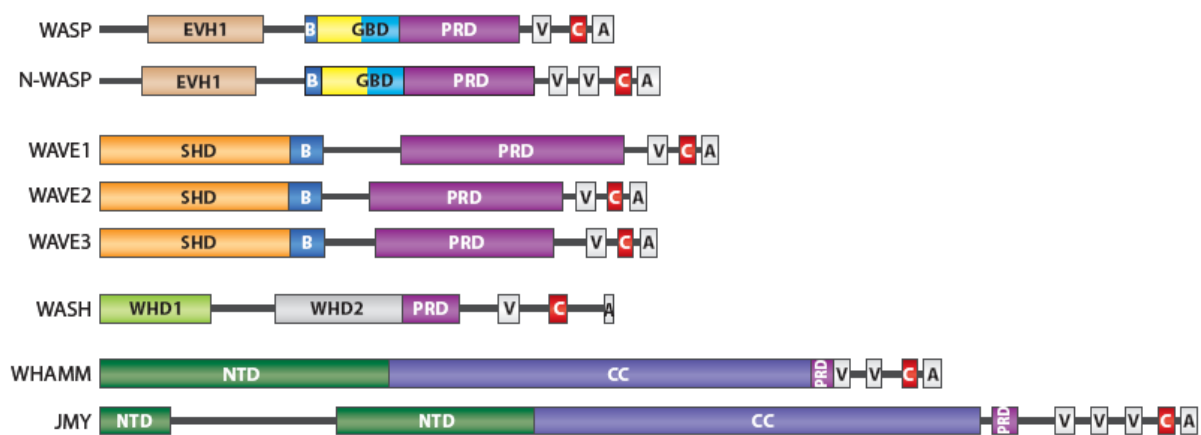 WASP EVH1 B GBD PRD V C A
N-WASP EVH1 B GBD PRD V V C A
WAVE1 SHD B PRD V C A
WAVE2 SHD B PRD V C A
WAVE3 SHD B PRD V C A
WASH WHD1 WHD2 PRD V C A
WHAMM NTD CC PRD V V C A
JMY NTD NTD CC PRD V V V C A